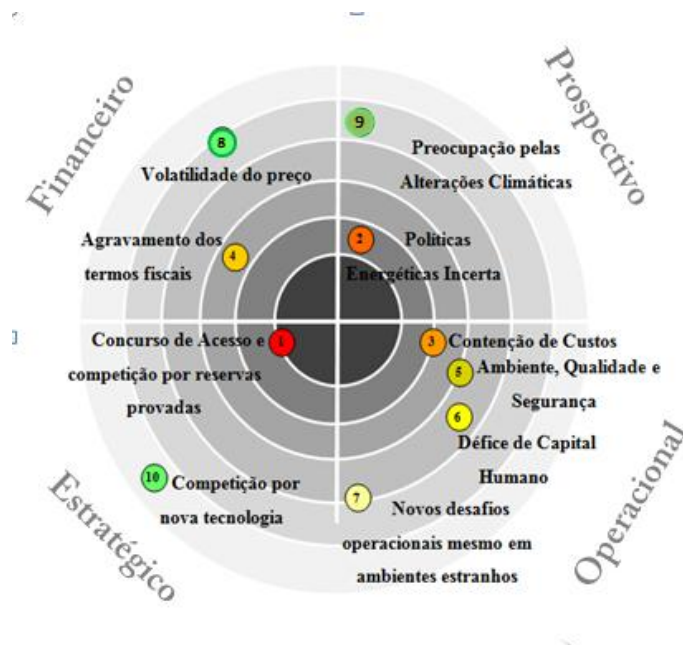 Financeiro
Prospectivo
8
Volatilidade do preço
9
Preocupação pelas
Alterações Climáticas
4
Agravamento dos
termos fiscais
2
Políticas
Energéticas Incerta
1
Concurso de Acesso e
competição por reservas
provadas
3
Contenção de Custos
5
Ambiente, Qualidade e
Segurança
6
Défice de Capital
Humano
10
Competição por
nova tecnologia
7
Novos desafios
operacionais mesmo em
ambientes estranhos
Estratégico
Operacional